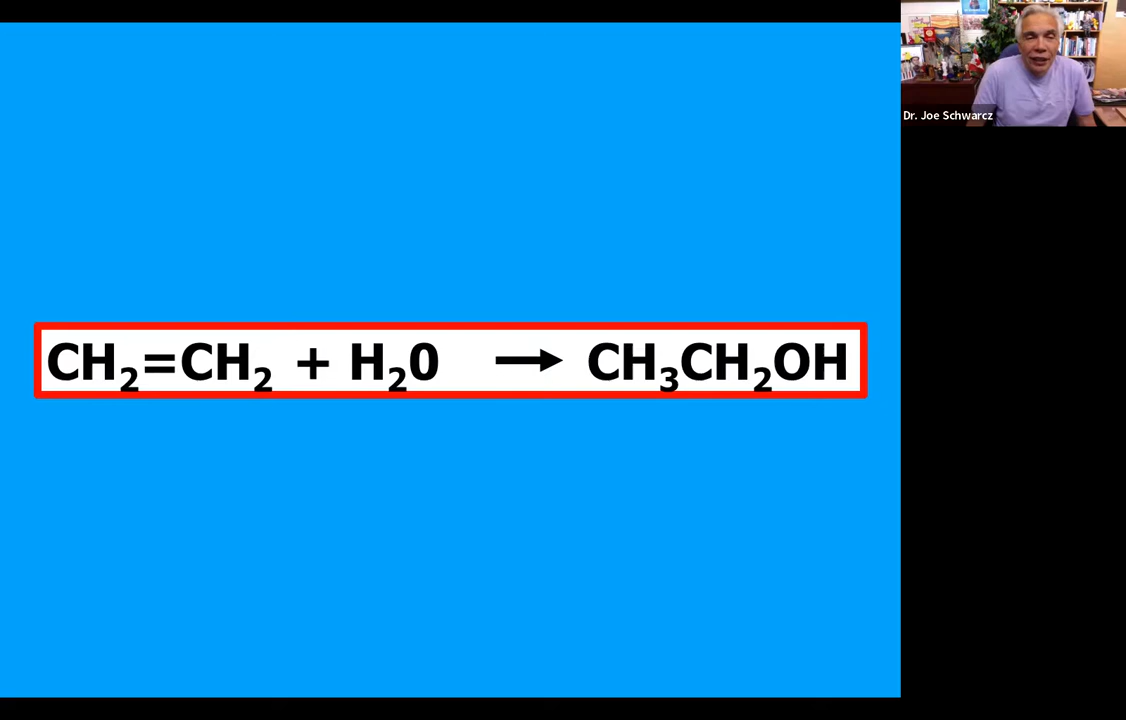 Dr. Joe Schwarcz
CH₂=CH₂ + H₂0 → CH₃CH₂OH